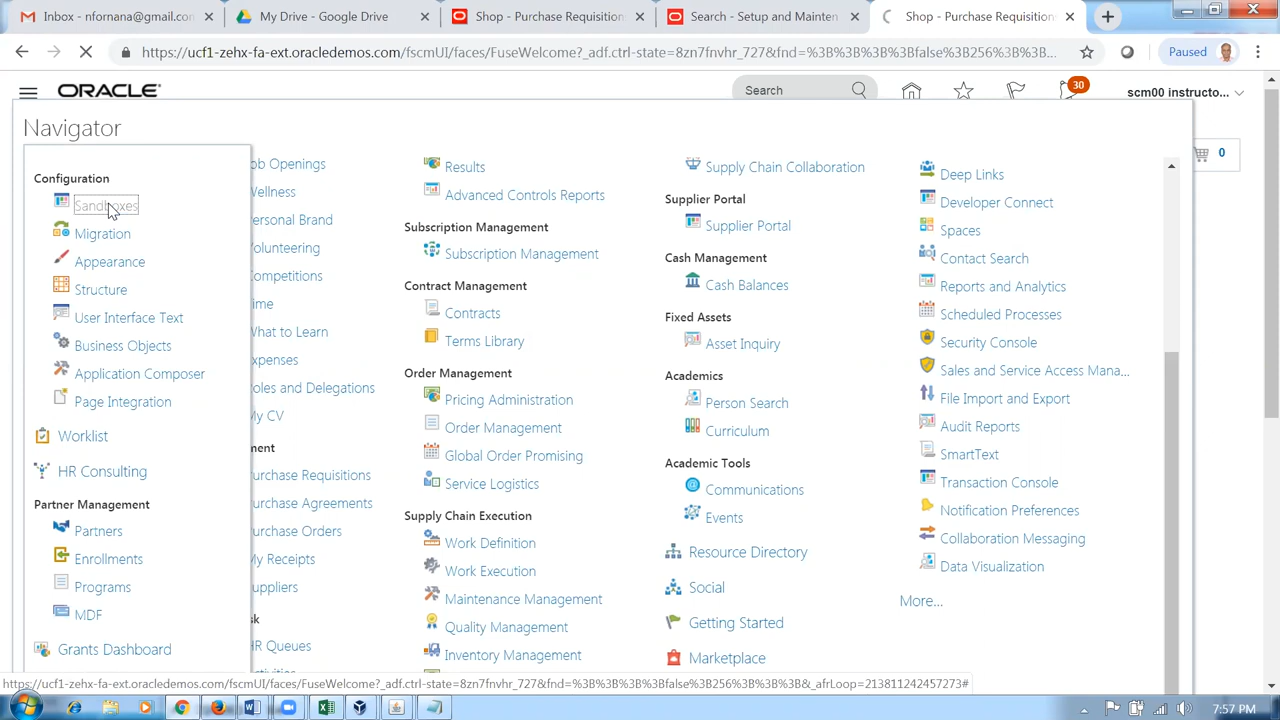 Inbox - nfornana@gmail.co
My Drive - Google Drive
Shop - Purchase Requisition
Search - Setup and Mainten
Shop - Purchase Requisitions
https://ucf1-zehx-fa-ext.oracledemos.com/fscmUI/faces/FuseWelcome?_adf.ctrl-state=8zn7fnvhr_727&fnd=%3B%3B%3B%3Bfalse%3B256%3B%3B...
Paused
ORACLE
Search
30
scm00 instructo...
Navigator
0
Configuration
Sandboxes
Migration
Appearance
Structure
User Interface Text
Business Objects
Application Composer
Page Integration
Worklist
HR Consulting
Partner Management
Partners
Enrollments
Programs
MDF
Grants Dashboard
ob Openings
Wellness
ersonal Brand
olunteering
ompetitions
ime
What to Learn
xpenses
oles and Delegations
y CV
ment
urchase Requisitions
urchase Agreements
urchase Orders
y Receipts
uppliers
sk
HR Queues
Results
Advanced Controls Reports
Subscription Management
Subscription Management
Contract Management
Contracts
Terms Library
Order Management
Pricing Administration
Order Management
Global Order Promising
Service Logistics
Supply Chain Execution
Work Definition
Work Execution
Maintenance Management
Quality Management
Inventory Management
Supply Chain Collaboration
Supplier Portal
Supplier Portal
Cash Management
Cash Balances
Fixed Assets
Asset Inquiry
Academics
Person Search
Curriculum
Academic Tools
Communications
Events
Resource Directory
Social
Getting Started
Marketplace
Deep Links
Developer Connect
Spaces
Contact Search
Reports and Analytics
Scheduled Processes
Security Console
Sales and Service Access Mana...
File Import and Export
Audit Reports
SmartText
Transaction Console
Notification Preferences
Collaboration Messaging
Data Visualization
More...
https://ucf1-zehx-fa-ext.oracledemos.com/fscmUI/faces/FuseWelcome?_adf.ctrl-state=8zn7fnvhr_727&fnd=%3B%3B%3B%3Bfalse%3B256%3B%3B%3B&_afrLoop=213811242457273#
7:57 PM